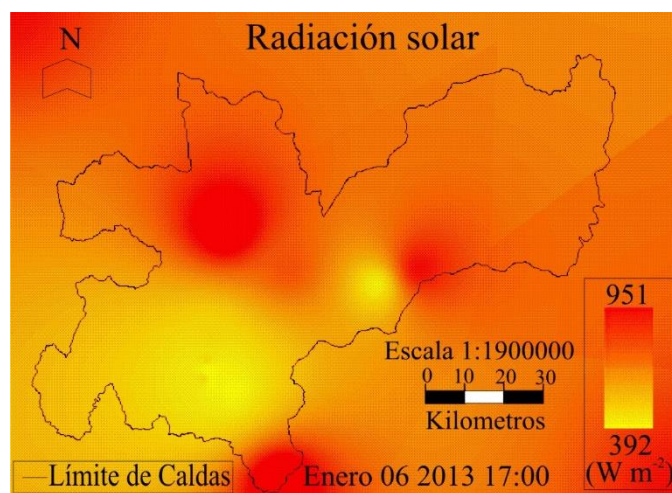 N
Radiación solar
951
392
(W m-2)
Escala 1:1900000
0 10 20 30
Kilometros
Límite de Caldas
Enero 06 2013 17:00